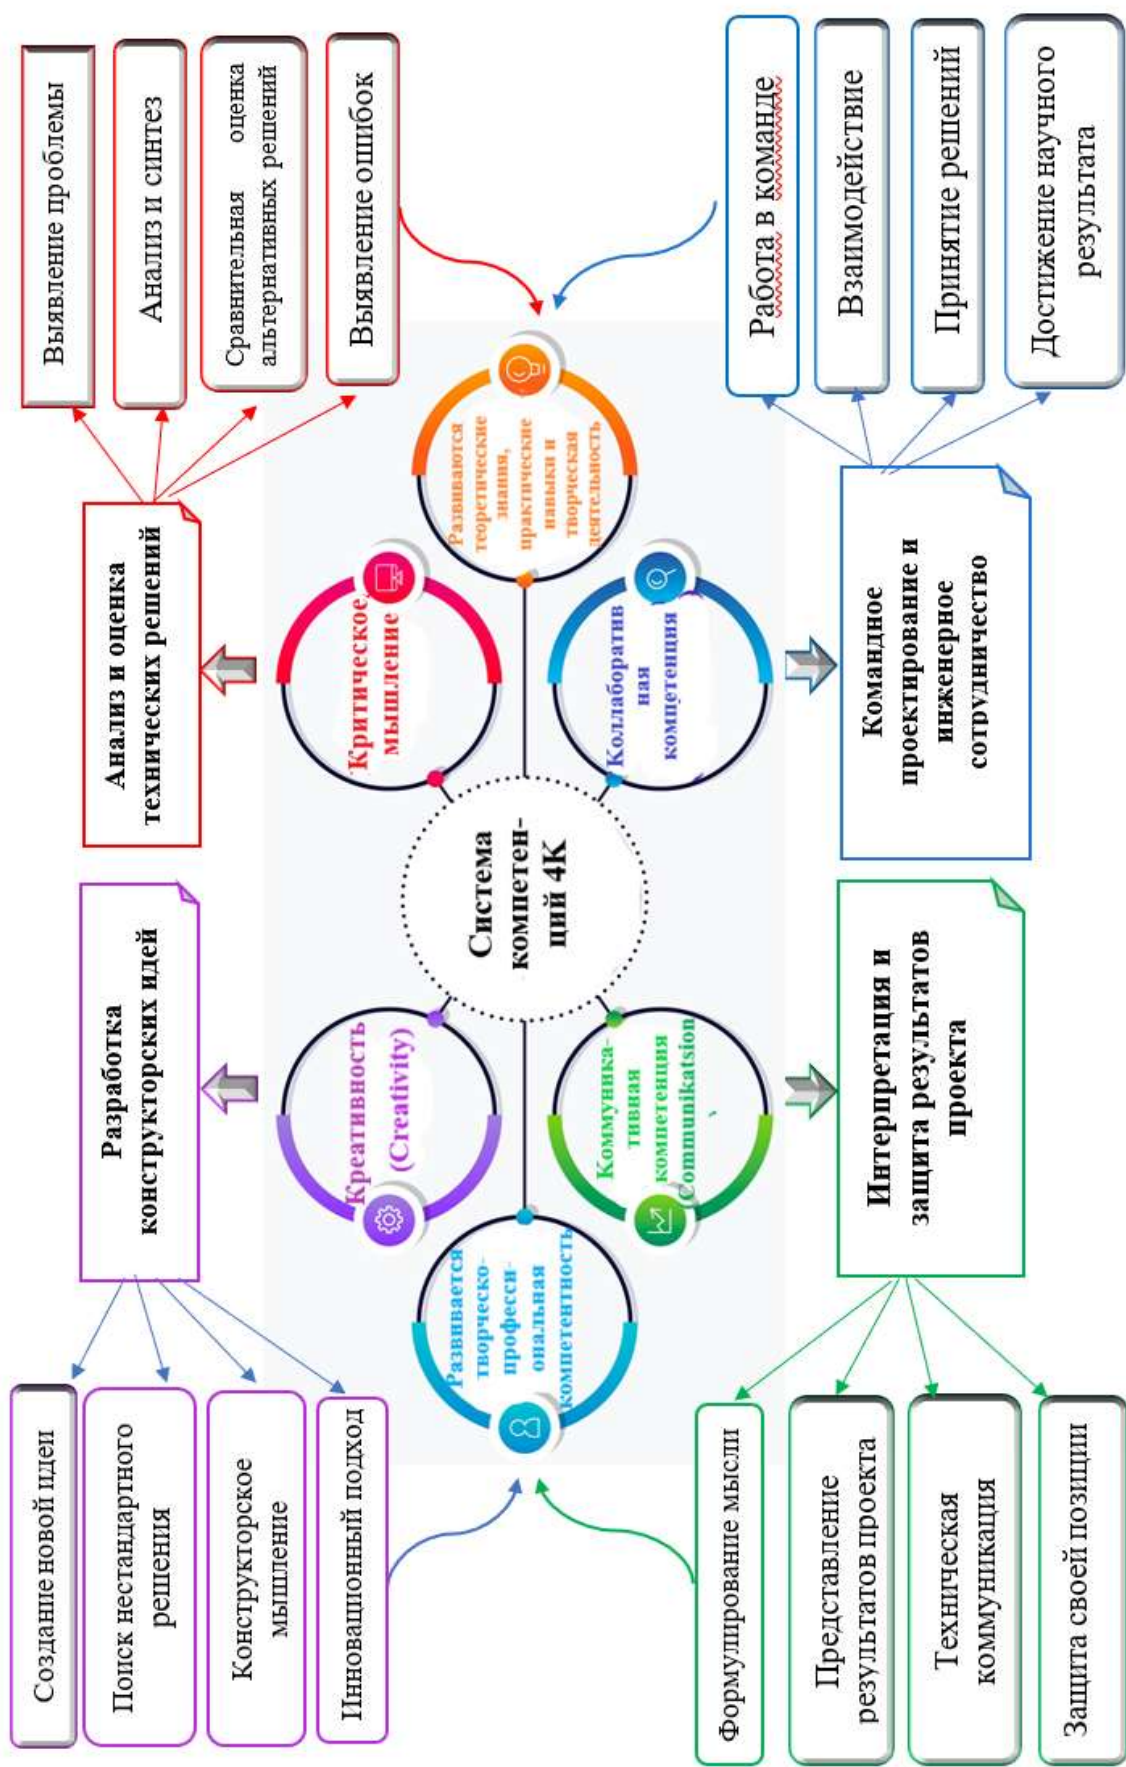 Создание новой идеи
Поиск нестандартного
решения
Конструкторское
мышление
Инновационный подход
Разработка
конструкторских идей
Анализ и оценка
технических решений
Выявление проблемы
Анализ и синтез
Сравнительная оценка
альтернативных решений
Выявление ошибок
Креативность
(Creativity)
Критическое
мышление
Развивается
творческо-
професси-
ональная
компетентность
Система
компетен-
ций 4К
Развиваются
теоретические
знания,
практические
навыки и
творческая
деятельность
Коммуника-
тивная
компетенция
Communikatsion
Коллаборатив
ная
компетенция
Формулирование мысли
Представление
результатов проекта
Техническая
коммуникация
Защита своей позиции
Интерпретация и
защита результатов
проекта
Командное
проектирование и
инженерное
сотрудничество
Работа в команде
Взаимодействие
Принятие решений
Достижение научного
результата